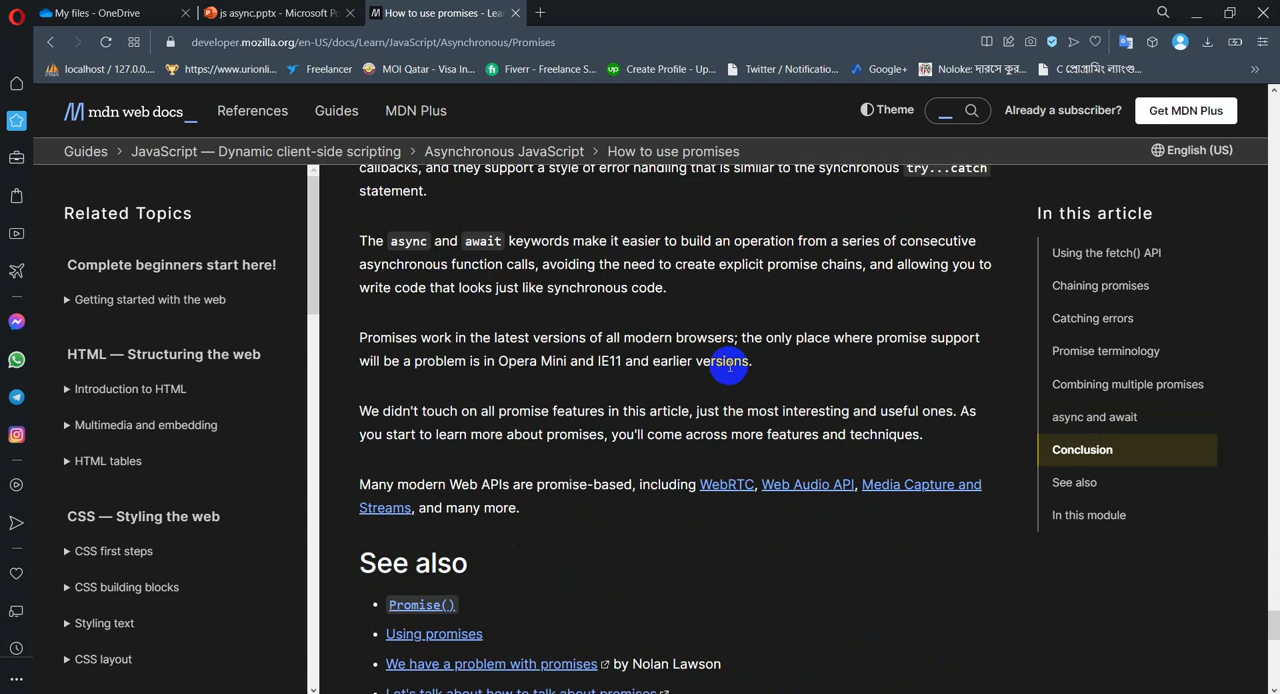 My files - OneDrive
js async.pptx - Microsoft Po
How to use promises - Lea
developer.mozilla.org/en-US/docs/Learn/JavaScript/Asynchronous/Promises
localhost / 127.0.0....
https://www.urionli...
Freelancer
MOI Qatar - Visa In...
Fiverr - Freelance S...
Create Profile - Up...
Twitter / Notificatio...
Google+
Noloke: দারসে কুর...
C প্রোগ্রামিং ল্যাংগু...
mdn web docs_
References
Guides
MDN Plus
Theme
Already a subscriber?
Get MDN Plus
Guides > JavaScript — Dynamic client-side scripting > Asynchronous JavaScript > How to use promises
English (US)
Related Topics
Complete beginners start here!
Getting started with the web
HTML — Structuring the web
Introduction to HTML
Multimedia and embedding
HTML tables
CSS — Styling the web
CSS first steps
CSS building blocks
Styling text
CSS layout
callbacks, and they support a style of error handling that is similar to the synchronous try...catch
statement.
The async and await keywords make it easier to build an operation from a series of consecutive
asynchronous function calls, avoiding the need to create explicit promise chains, and allowing you to
write code that looks just like synchronous code.
Promises work in the latest versions of all modern browsers; the only place where promise support
will be a problem is in Opera Mini and IE11 and earlier versions.
We didn't touch on all promise features in this article, just the most interesting and useful ones. As
you start to learn more about promises, you'll come across more features and techniques.
Many modern Web APIs are promise-based, including WebRTC, Web Audio API, Media Capture and
Streams, and many more.
See also
• Promise()
• Using promises
• We have a problem with promises by Nolan Lawson
• Let's talk about how to talk about promises
In this article
Using the fetch() API
Chaining promises
Catching errors
Promise terminology
Combining multiple promises
async and await
Conclusion
See also
In this module